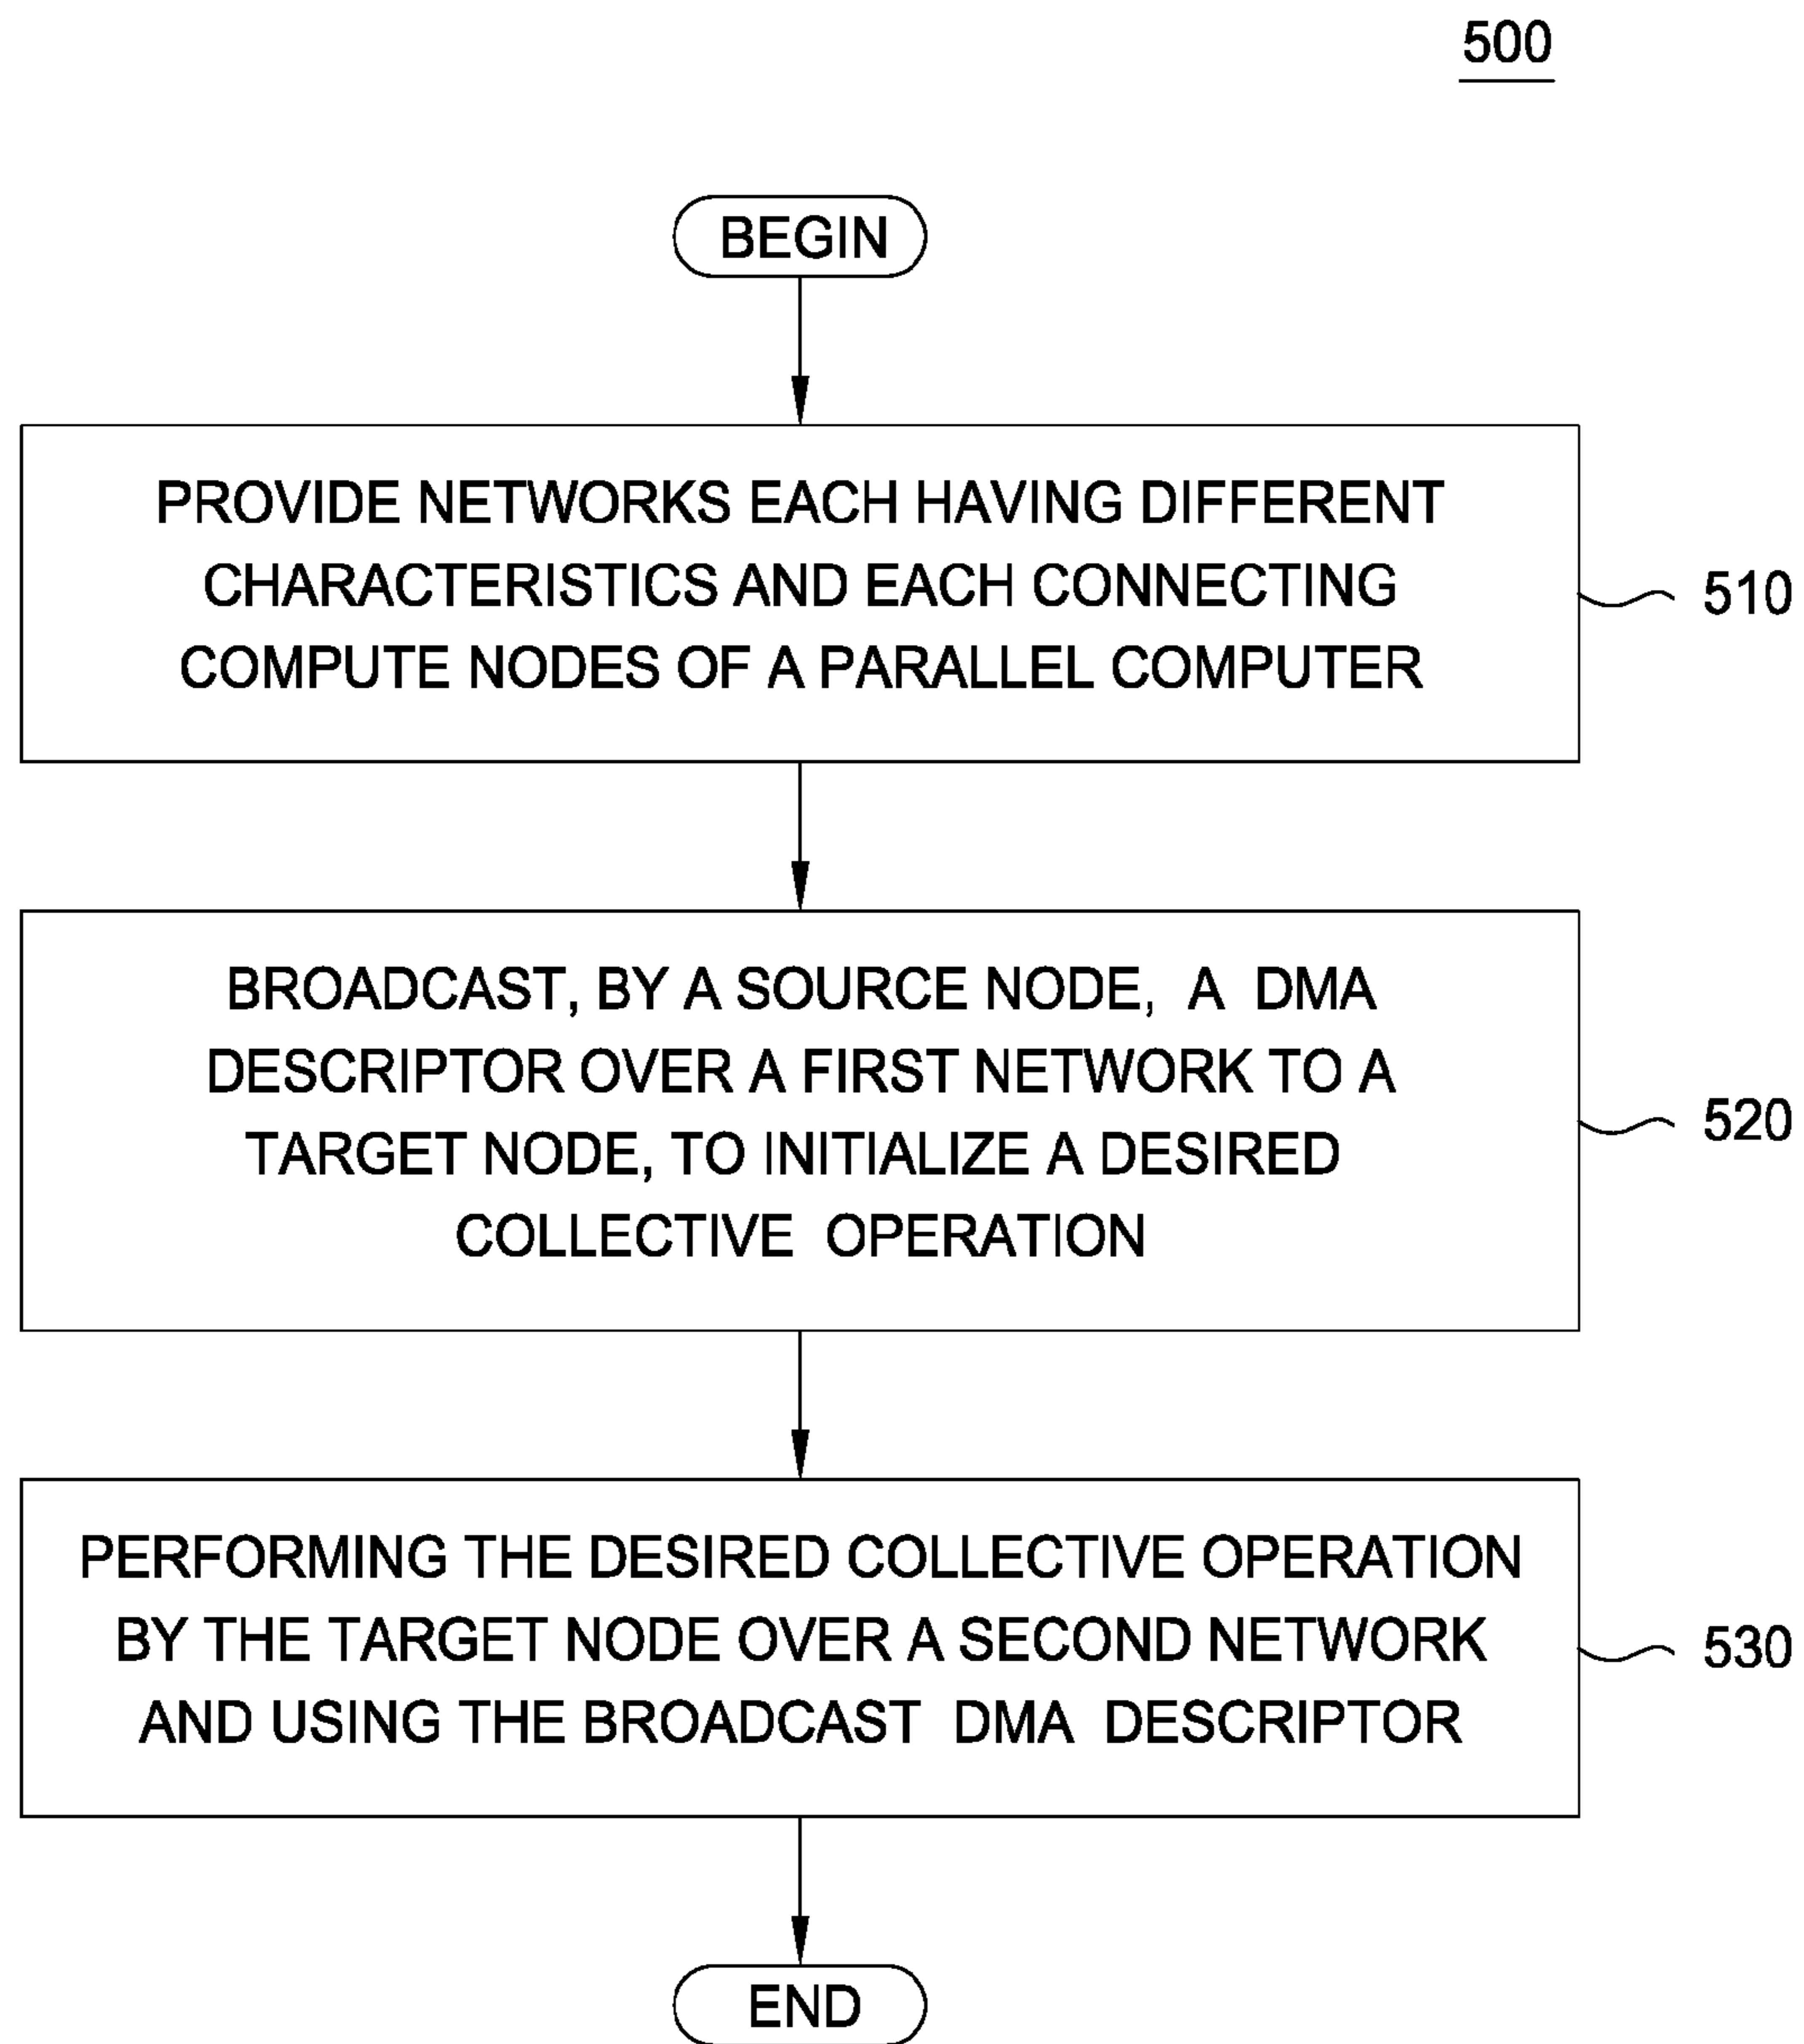 500
BEGIN
PROVIDE NETWORKS EACH HAVING DIFFERENT
CHARACTERISTICS AND EACH CONNECTING
COMPUTE NODES OF A PARALLEL COMPUTER
510
BROADCAST, BY A SOURCE NODE, A DMA
DESCRIPTOR OVER A FIRST NETWORK TO A
TARGET NODE, TO INITIALIZE A DESIRED
COLLECTIVE OPERATION
520
PERFORMING THE DESIRED COLLECTIVE OPERATION
BY THE TARGET NODE OVER A SECOND NETWORK
AND USING THE BROADCAST DMA DESCRIPTOR
530
END